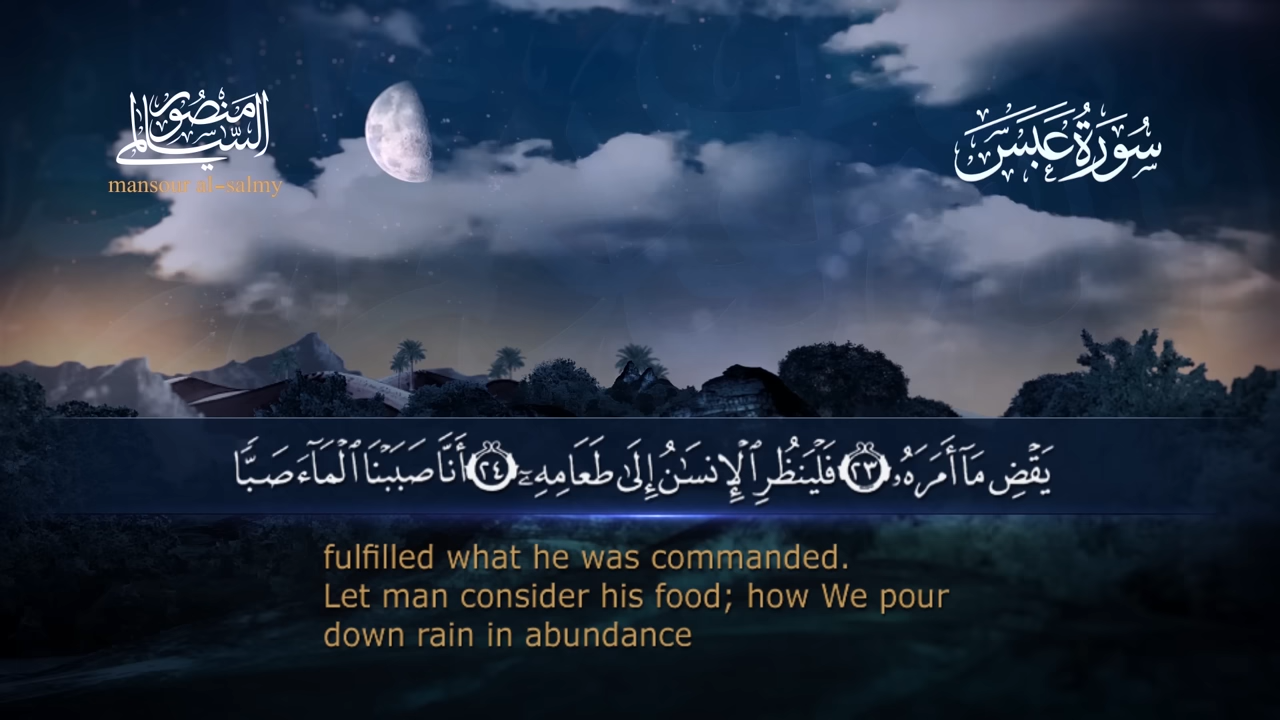 منصور السالمي
mansour al-salmy
سُورَةُ عَبَسَ
يَقْضِ مَآ أَمَرَهُۥ ٢٣ فَلْيَنظُرِ ٱلْإِنسَٰنُ إِلَىٰ طَعَامِهِۦٓ ٢٤ أَنَّا صَبَبْنَا ٱلْمَآءَ صَبًّا
fulfilled what he was commanded.
Let man consider his food; how We pour
down rain in abundance